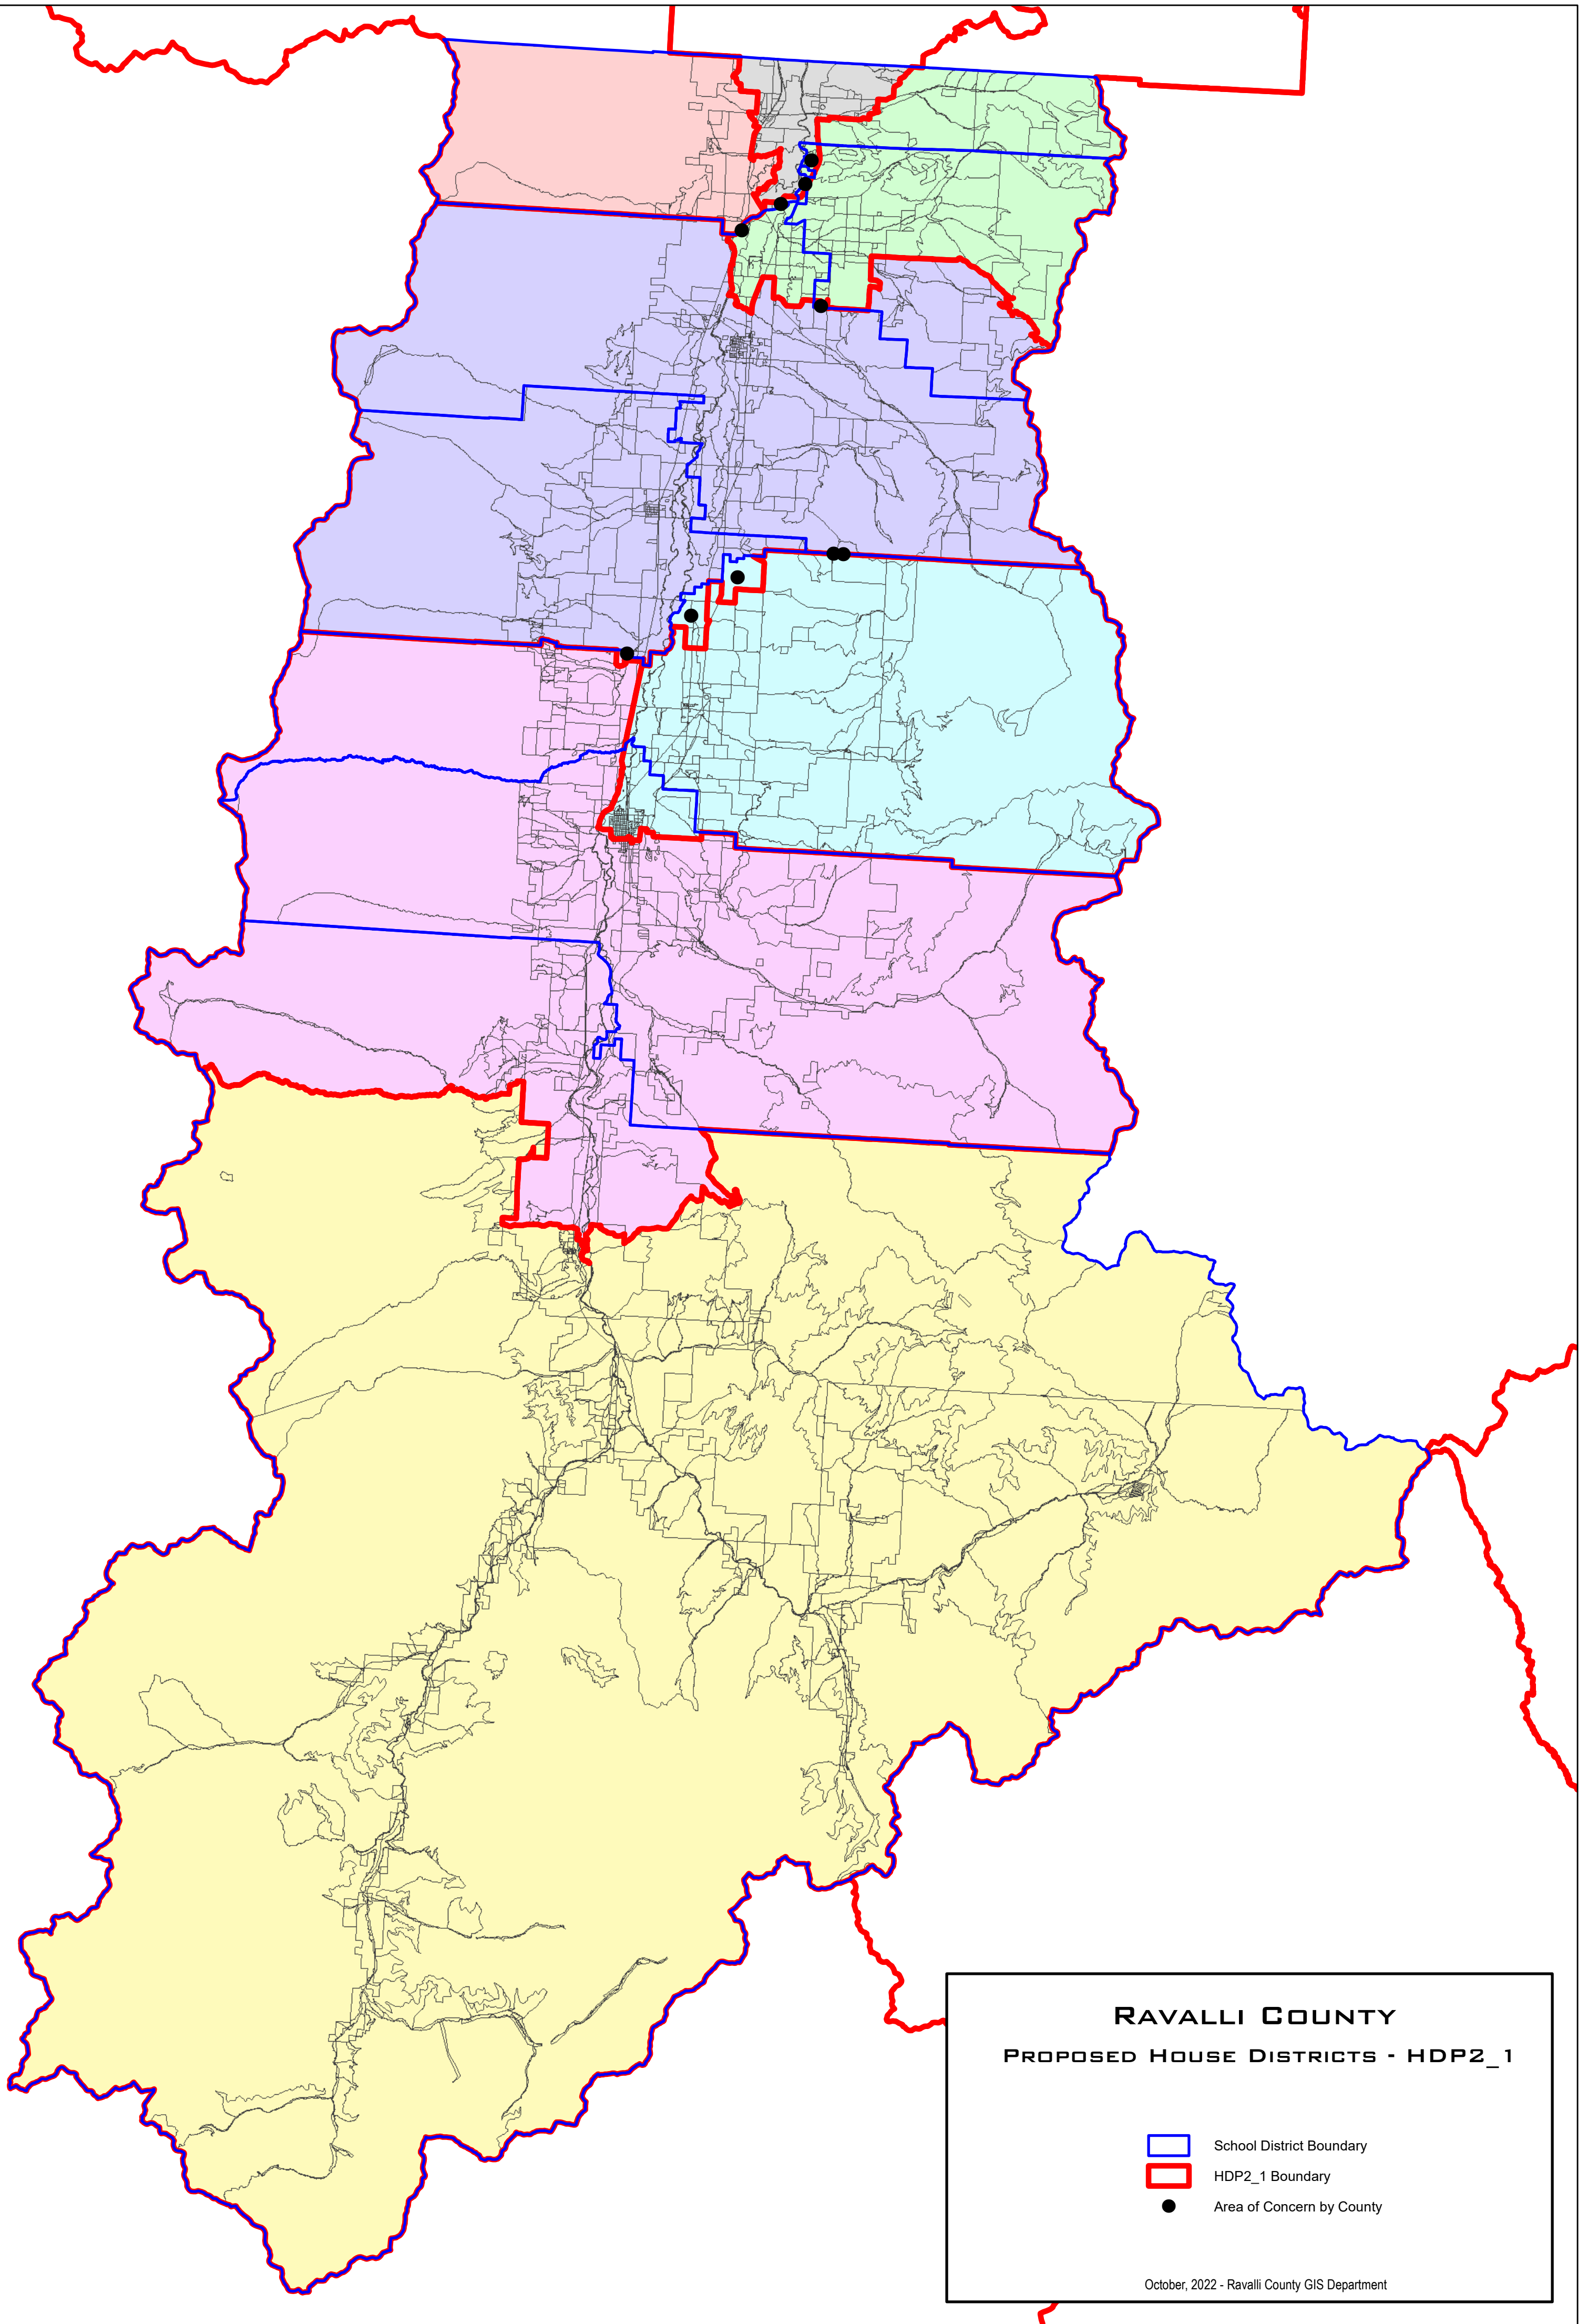 Ravalli County
Proposed House Districts - HDP2_1
School District Boundary
HDP2_1 Boundary
Area of Concern by County
October, 2022 - Ravalli County GIS Department